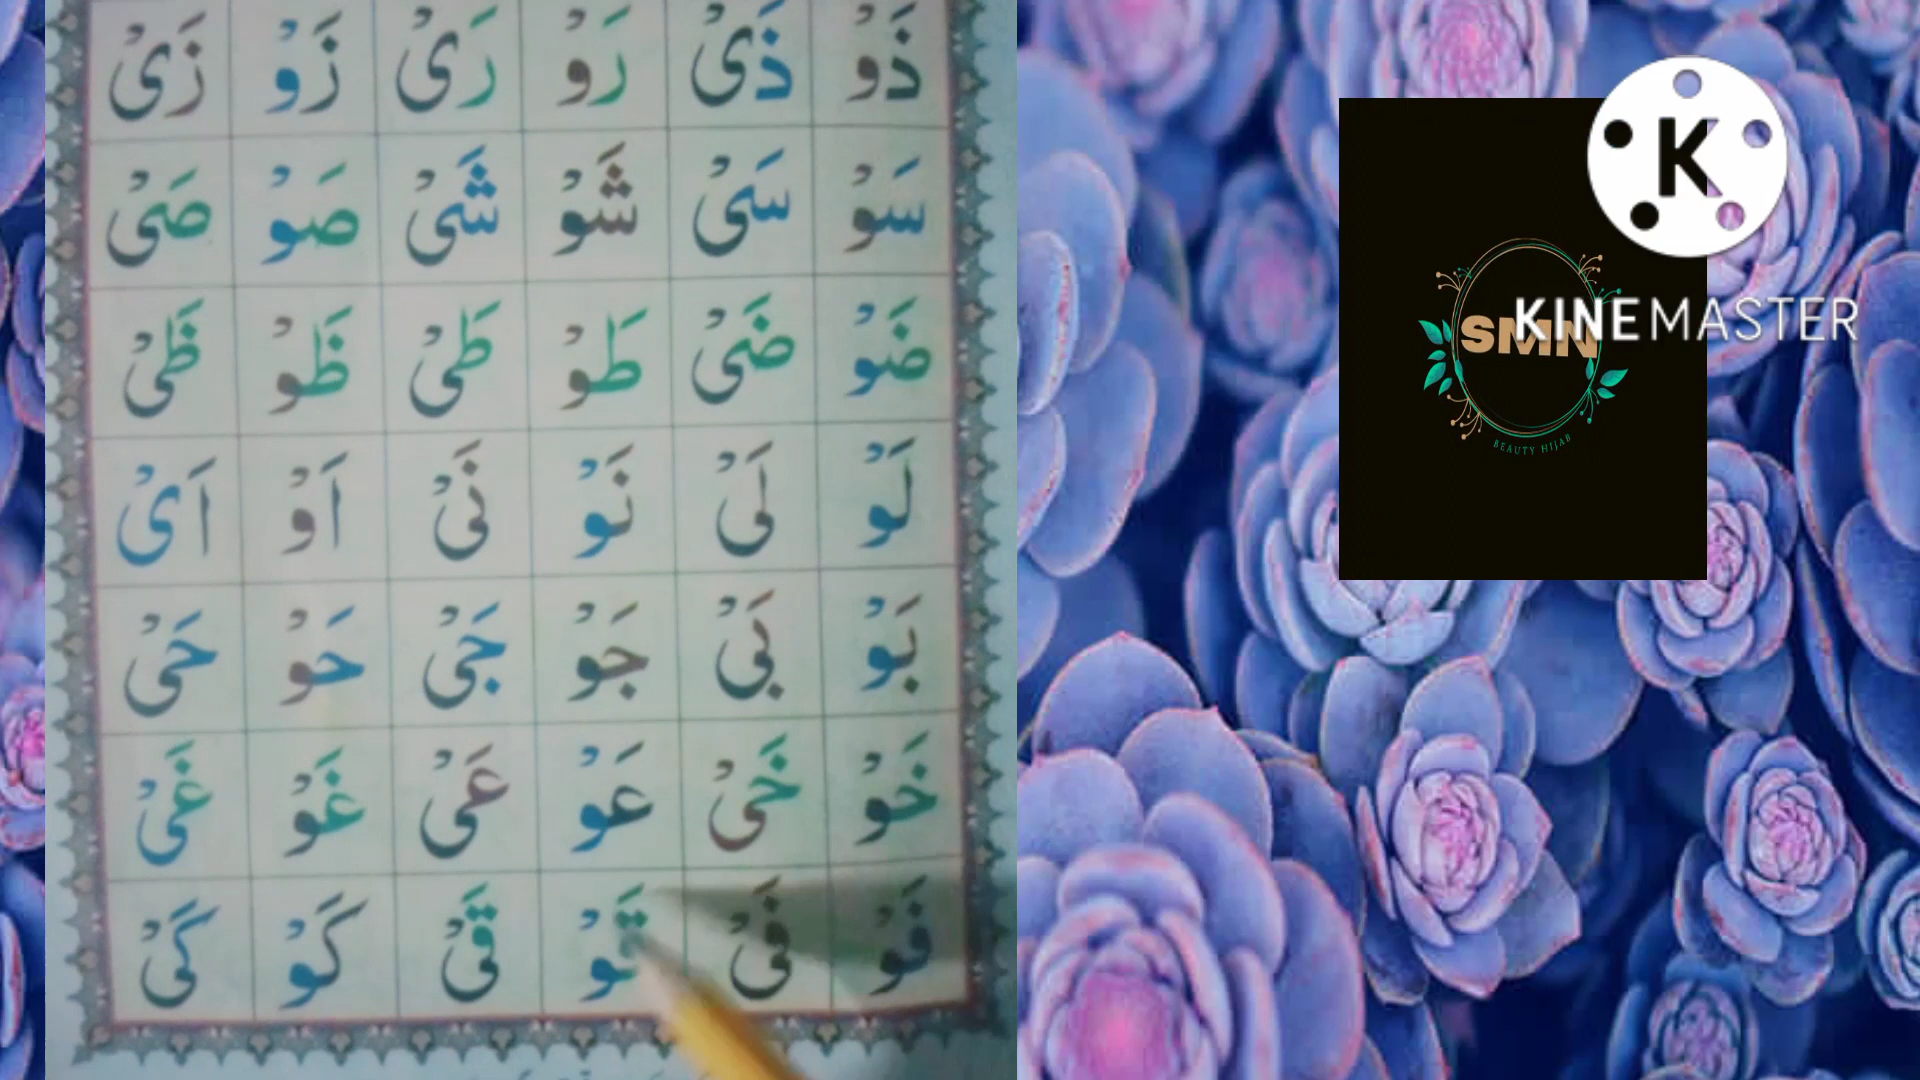 ذَوْ ذَیْ رَوْ رَیْ زَوْ زَیْ
سَوْ سَیْ شَوْ شَیْ صَوْ صَیْ
ضَوْ ضَیْ طَوْ طَیْ ظَوْ ظَیْ
لَوْ لَیْ نَوْ نَیْ اَوْ اَیْ
بَوْ بَیْ جَوْ جَیْ حَوْ حَیْ
خَوْ خَیْ عَوْ عَیْ غَوْ غَیْ
فَوْ فَیْ قَوْ قَیْ کَوْ کَیْ
K
KINEMASTER
SMN
BEAUTY HIJAB